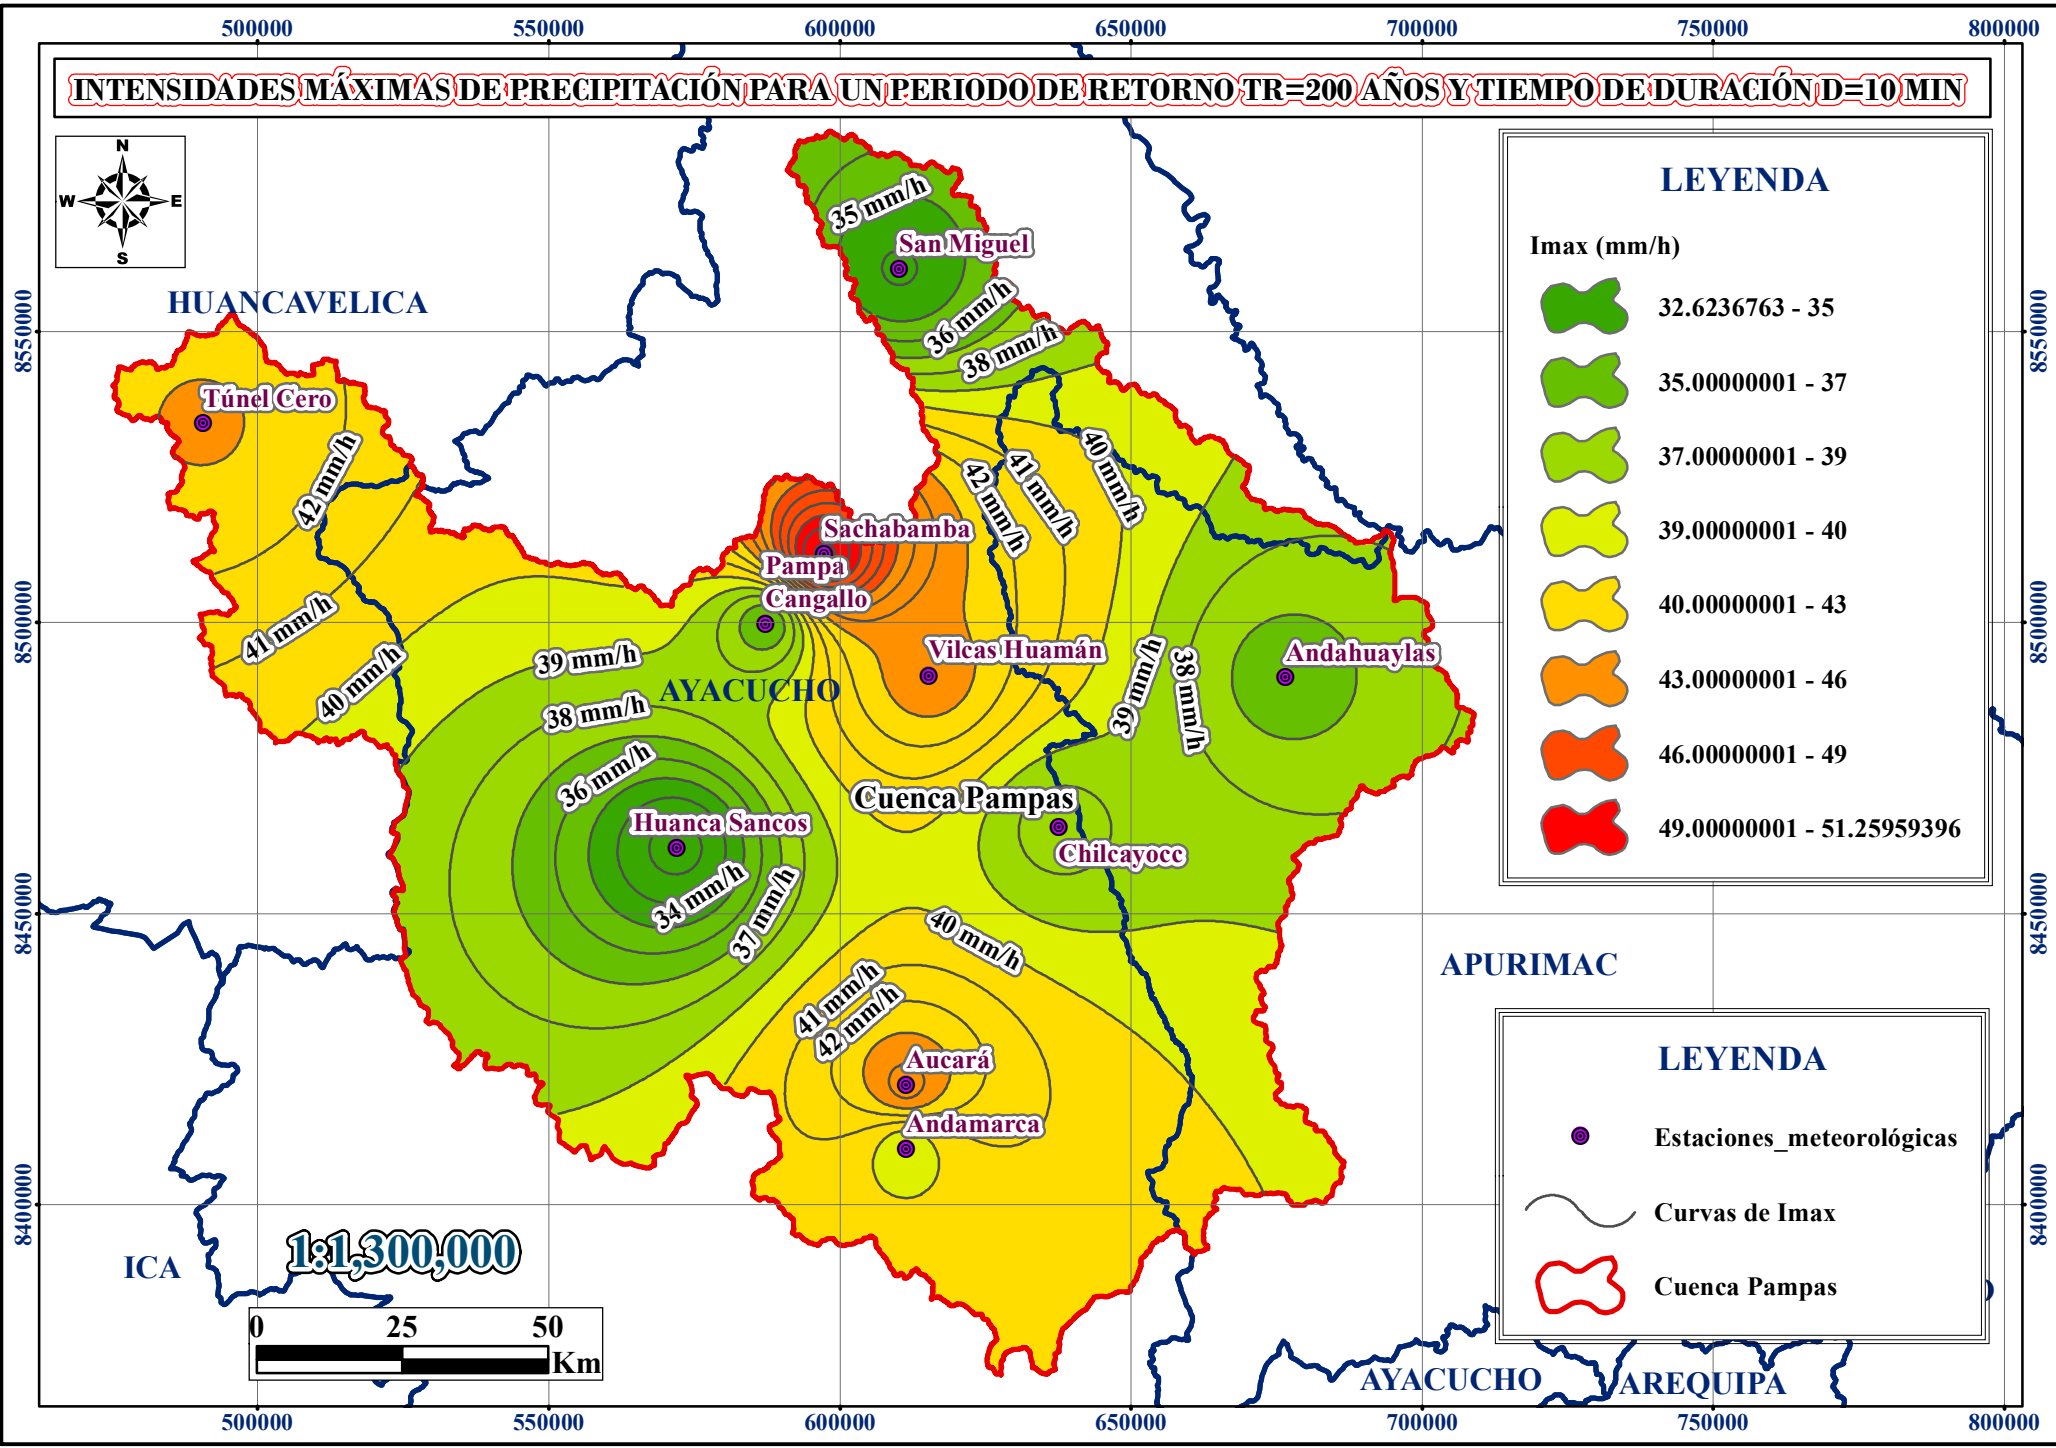 500000 550000 600000 650000 700000 750000 800000
INTENSIDADES MÁXIMAS DE PRECIPITACIÓN PARA UN PERIODO DE RETORNO TR=200 AÑOS Y TIEMPO DE DURACIÓN D=10 MIN
N
W E
S
LEYENDA
Imax (mm/h)
32.6236763 - 35
35.00000001 - 37
37.00000001 - 39
39.00000001 - 40
40.00000001 - 43
43.00000001 - 46
46.00000001 - 49
49.00000001 - 51.25959396
35 mm/h
San Miguel
HUANCAVELICA
36 mm/h
8550000
8550000
38 mm/h
Túnel Cero
42 mm/h
42 mm/h
41 mm/h
40 mm/h
Sachabamba
Pampa
Cangallo
8500000
8500000
41 mm/h
40 mm/h
39 mm/h
Vilcas Huamán
39 mm/h
38 mm/h
Andahuaylas
AYACUCHO
38 mm/h
36 mm/h
Cuenca Pampas
Huanca Sancos
Chilcayocc
34 mm/h
37 mm/h
8450000
8450000
40 mm/h
APURIMAC
41 mm/h
42 mm/h
Aucará
Andamarca
LEYENDA
Estaciones_meteorológicas
Curvas de Imax
Cuenca Pampas
8400000
8400000
1:1,300,000
ICA
0 25 50
Km
AYACUCHO
AREQUIPA
500000 550000 600000 650000 700000 750000 800000